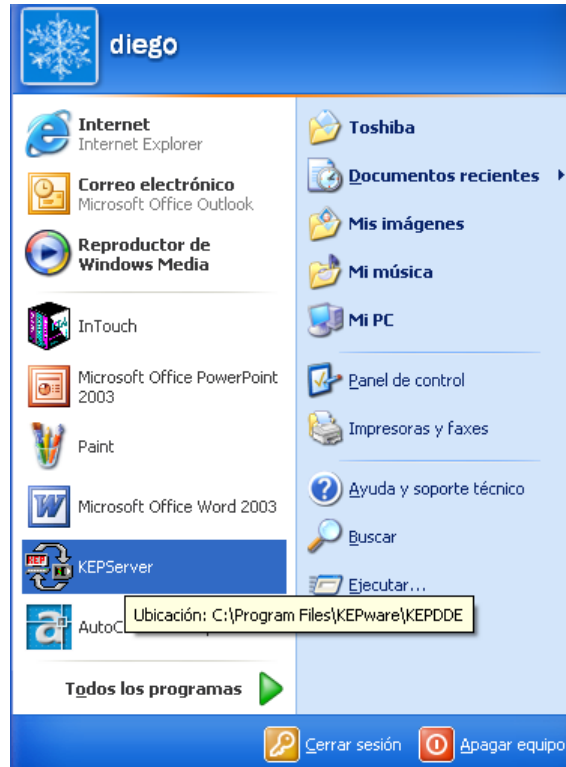 diego
Internet
Internet Explorer
Correo electrónico
Microsoft Office Outlook
Reproductor de
Windows Media
InTouch
Microsoft Office PowerPoint
2003
Paint
Microsoft Office Word 2003
KEPServer
AutoC
Ubicación: C:\Program Files\KEPware\KEPDDE
Todos los programas
Toshiba
Documentos recientes
Mis imágenes
Mi música
Mi PC
Panel de control
Impresoras y faxes
Ayuda y soporte técnico
Buscar
Ejecutar...
Cerrar sesión
Apagar equipo